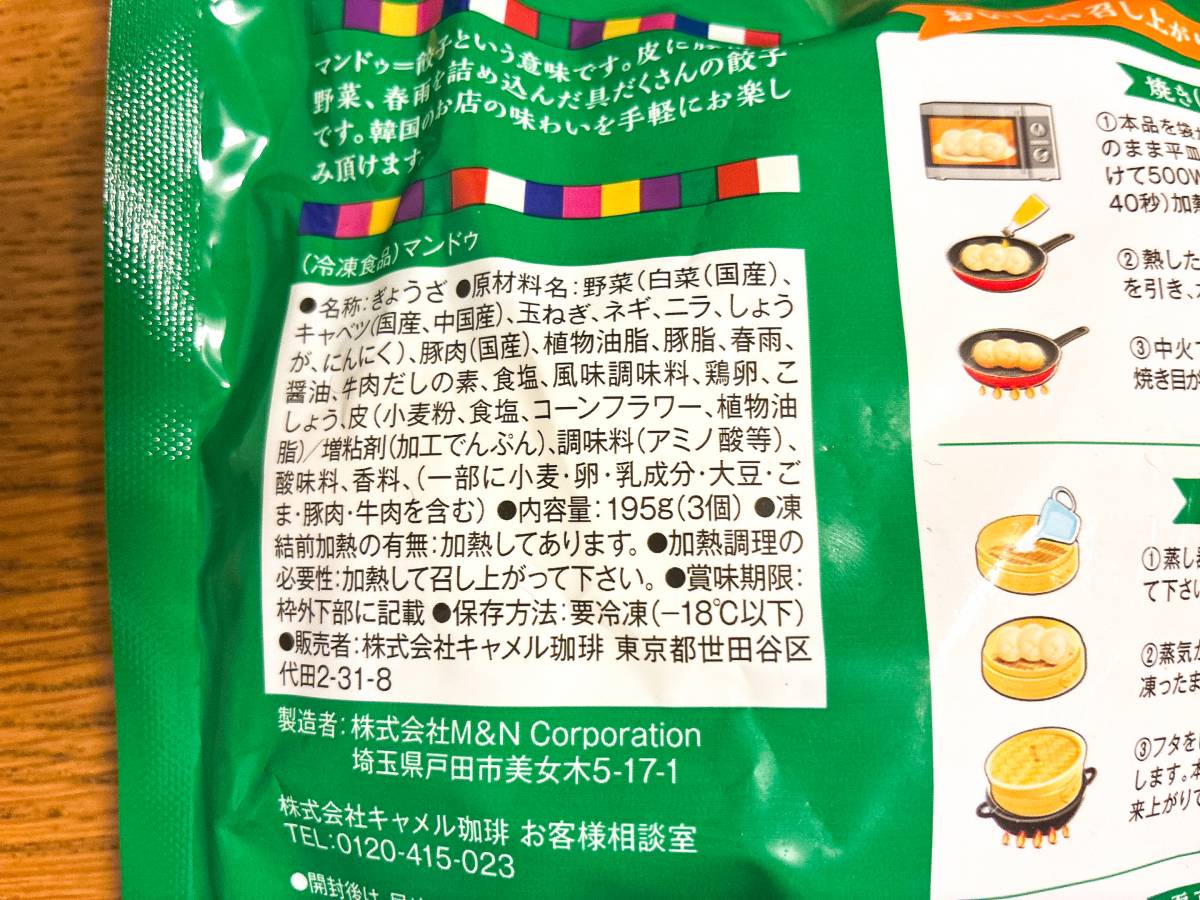 マンドゥ=餃子という意味です。皮に
野菜、春雨を詰め込んだ具だくさんの餃子
です。韓国のお店の味わいを手軽にお楽し
み頂けます
(冷凍食品)マンドゥ
●名称:ぎょうざ ●原材料名:野菜(白菜(国産)、
キャベツ(国産、中国産)、玉ねぎ、ネギ、ニラ、しょう
が、にんにく)、豚肉(国産)、植物油脂、豚脂、春雨、
醤油、牛肉だしの素、食塩、風味調味料、鶏卵、こ
しょう、皮(小麦粉、食塩、コーンフラワー、植物油
脂)/増粘剤(加工でんぷん)、調味料(アミノ酸等)、
酸味料、香料、(一部に小麦・卵・乳成分・大豆・ご
ま・豚肉・牛肉を含む) ●内容量:195g(3個) ●凍
結前加熱の有無:加熱してあります。 ●加熱調理の
必要性:加熱して召し上がって下さい。 ●賞味期限:
枠外下部に記載 ●保存方法:要冷凍(−18℃以下)
●販売者:株式会社キャメル珈琲 東京都世田谷区
代田2-31-8
製造者:株式会社M&N Corporation
埼玉県戸田市美女木5-17-1
株式会社キャメル珈琲 お客様相談室
TEL:0120-415-023
●開封後は
おいしい召し上が
焼き
①本品を袋
のまま平皿
けて500W
40秒)加熱
②熱した
を引き、
③中火で
焼き目が
①蒸し
て下さい
②蒸気が
凍ったま
③フタを
します。本
来上がりで